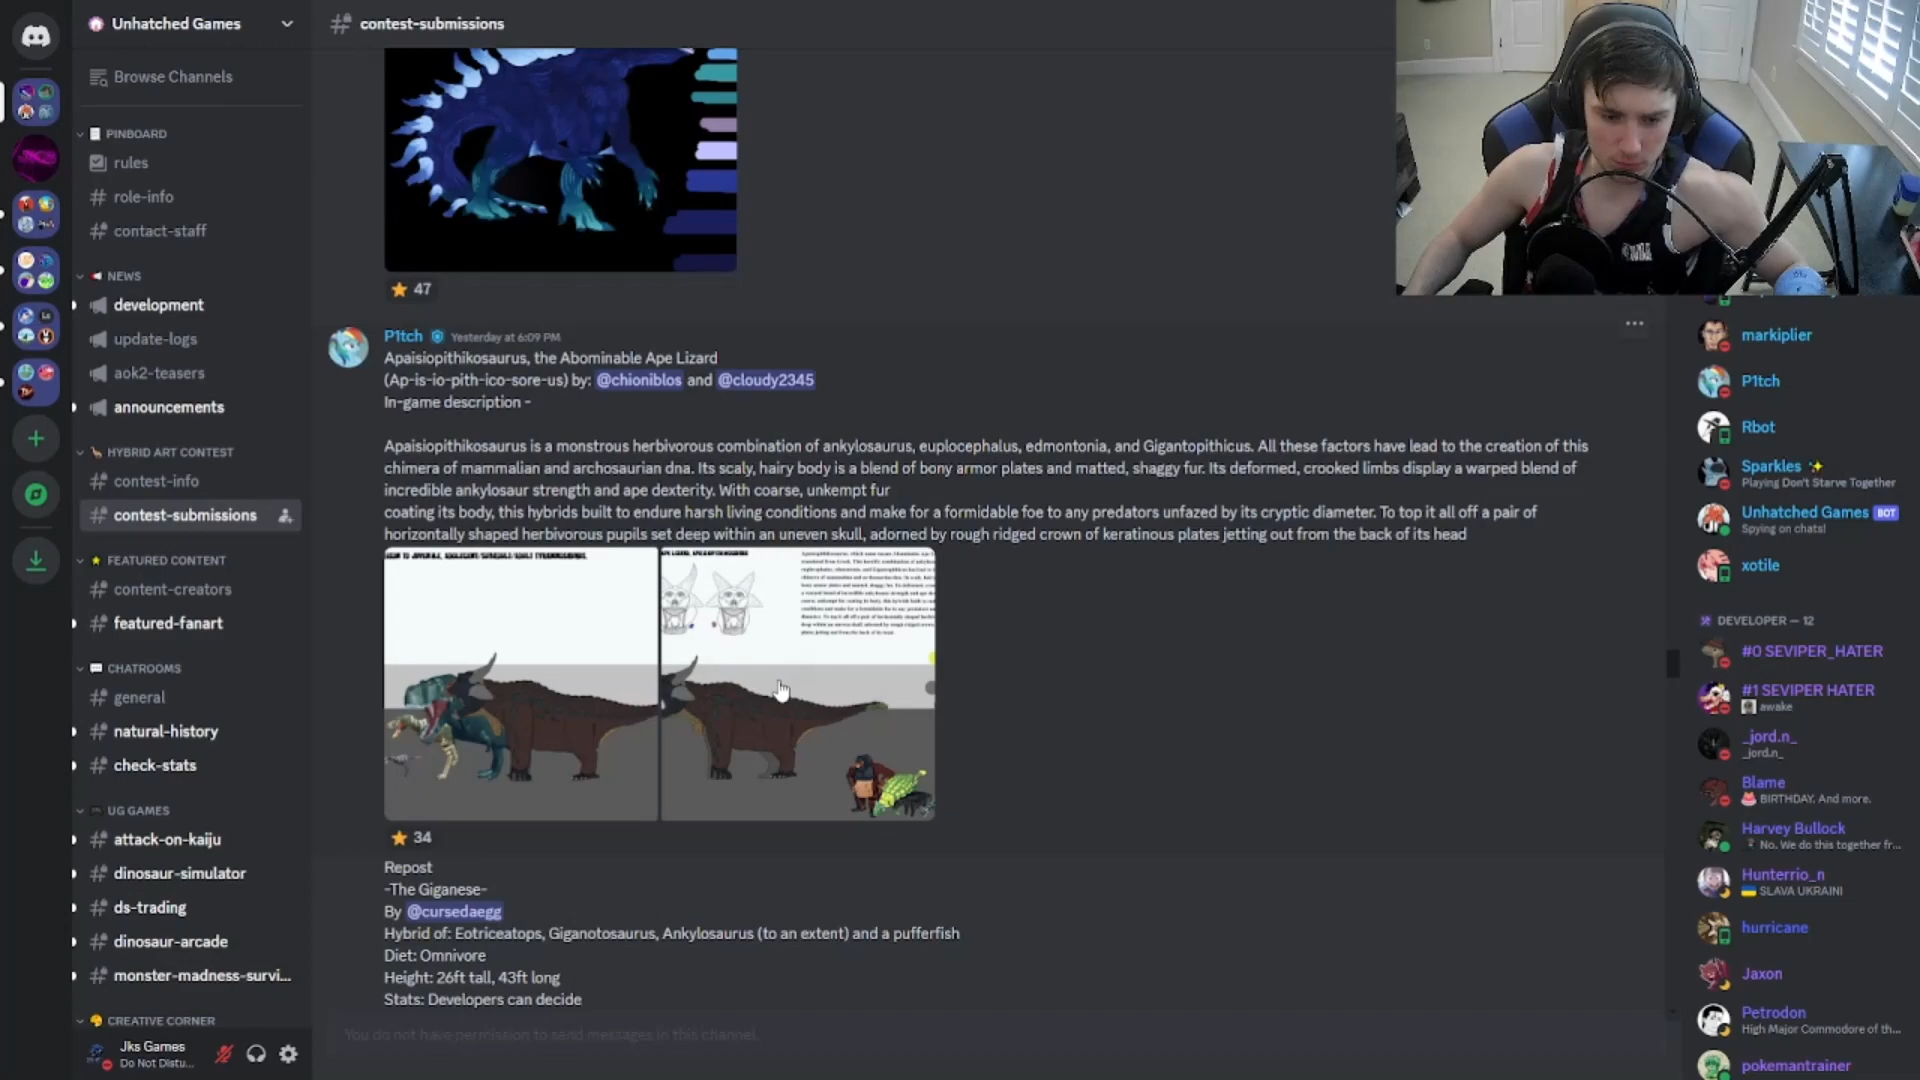 Unhatched Games
Browse Channels
PINBOARD
rules
role-info
contact-staff
NEWS
development
update-logs
aok2-teasers
announcements
HYBRID ART CONTEST
contest-info
contest-submissions
FEATURED CONTENT
content-creators
featured-fanart
CHATROOMS
general
natural-history
check-stats
UG GAMES
attack-on-kaiju
dinosaur-simulator
ds-trading
dinosaur-arcade
monster-madness-survi...
CREATIVE CORNER
Jks Games
Do Not Distu...
contest-submissions
47
P1tch Yesterday at 6:09 PM
Apaisiopithikosaurus, the Abominable Ape Lizard
(Ap-is-io-pith-ico-sore-us) by: @chioniblos and @cloudy2345
In-game description -
Apaisiopithikosaurus is a monstrous herbivorous combination of ankylosaurus, euplocephalus, edmontonia, and Gigantopithicus. All these factors have lead to the creation of this
chimera of mammalian and archosaurian dna. Its scaly, hairy body is a blend of bony armor plates and matted, shaggy fur. Its deformed, crooked limbs display a warped blend of
incredible ankylosaur strength and ape dexterity. With coarse, unkempt fur
coating its body, this hybrids built to endure harsh living conditions and make for a formidable foe to any predators unfazed by its cryptic diameter. To top it all off a pair of
horizontally shaped herbivorous pupils set deep within an uneven skull, adorned by rough ridged crown of keratinous plates jetting out from the back of its head
34
Repost
-The Giganese-
By @cursedaegg
Hybrid of: Eotriceatops, Giganotosaurus, Ankylosaurus (to an extent) and a pufferfish
Diet: Omnivore
Height: 26ft tall, 43ft long
Stats: Developers can decide
You do not have permission to send messages in this channel.
markiplier
P1tch
Rbot
Sparkles
Playing Don't Starve Together
Unhatched Games BOT
Spying on chats!
xotile
DEVELOPER — 12
#0 SEVIPER_HATER
#1 SEVIPER HATER
awake
_jord.n_
_jord.n_
Blame
BIRTHDAY. And more.
Harvey Bullock
No. We do this together fr...
Hunterrio_n
SLAVA UKRAINI
hurricane
Jaxon
Petrodon
High Major Commodore of th...
pokemantrainer